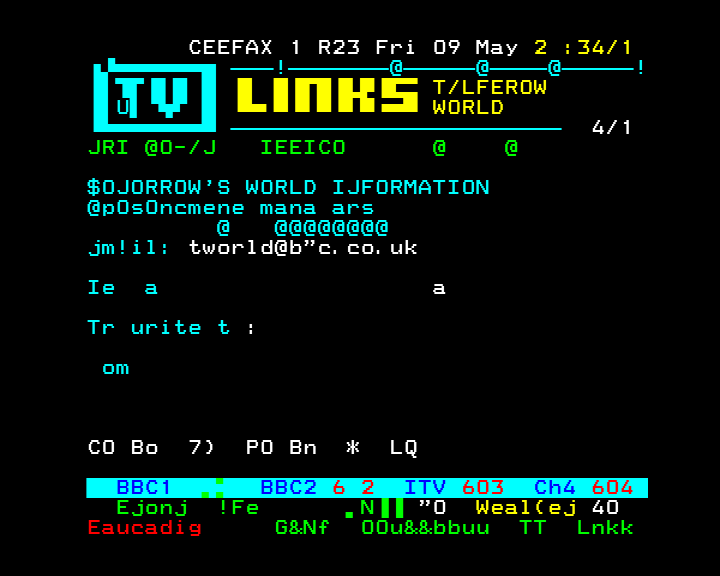 CEEFAX 1 R23 Fri 09 May 2 :34/1
TV LINKS T/LFEROW
U WORLD
4/1
JRI @O-/J IEEICO @ @
$OJORROW'S WORLD IJFORMATION
@pOsOncmene mana ars
@ @@@@@@@@
jm!il: tworld@b"c.co.uk
Ie a a
Tr urite t :
om
CO Bo 7) PO Bn * LQ
BBC1 BBC2 6 2 ITV 603 Ch4 604
Ejonj !Fe .N "O Weal(ej 40
Eaucadig G&Nf OOu&&bbuu TT Lnkk